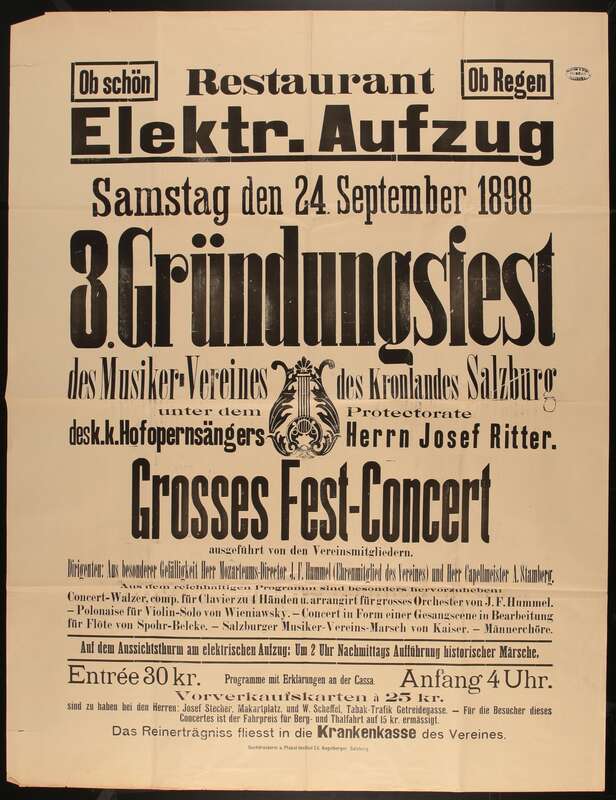 Ob schön
Restaurant
Ob Regen
Elektr. Aufzug
Samstag den 24. September 1898
3. Gründungsfest
des Musiker-Vereines des Kronlandes Salzburg
unter dem Protectorate
des k. k. Hofopernsängers Herrn Josef Ritter.
Grosses Fest-Concert
ausgeführt von den Vereinsmitgliedern.
Dirigenten: Aus besonderer Gefälligkeit Herr Mozarteums-Director J. F. Hummel (Ehrenmitglied des Vereines) und Herr Capellmeister A. Stamberg.
Aus dem reichhaltigen Programm sind besonders hervorzuheben:
Concert-Walzer, comp. für Clavier zu 4 Händen u. arrangirt für grosses Orchester von J. F. Hummel.
– Polonaise für Violin-Solo von Wieniawsky. – Concert in Form einer Gesangscene in Bearbeitung
für Flöte von Spohr-Belcke. – Salzburger Musiker-Vereins-Marsch von Kaiser. – Männerchöre.
Auf dem Aussichtsthurm am elektrischen Aufzug: Um 2 Uhr Nachmittags Aufführung historischer Märsche.
Entrée 30 kr. Programme mit Erklärungen an der Cassa. Anfang 4 Uhr.
Vorverkaufskarten à 25 kr.
sind zu haben bei den Herren: Josef Stecher, Makartplatz, und W. Scheffel, Tabak-Trafik Getreidegasse. – Für die Besucher dieses
Concertes ist der Fahrpreis für Berg- und Thalfahrt auf 15 kr. ermässigt.
Das Reinerträgniss fliesst in die Krankenkasse des Vereines.
Buchdruckerei u. Placat-Institut Ed. Angelberger Salzburg